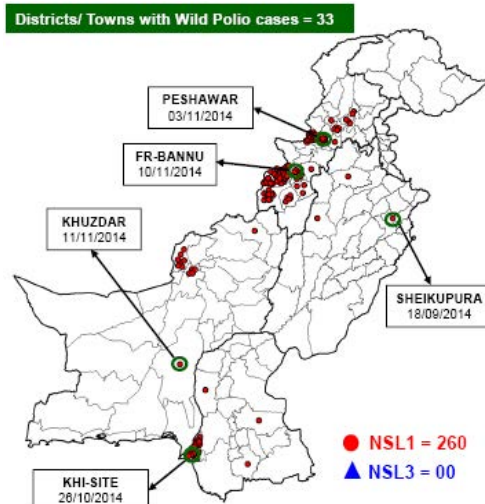 Districts/ Towns with Wild Polio cases = 33
PESHAWAR
03/11/2014
FR-BANNU
10/11/2014
KHUZDAR
11/11/2014
SHEIKUPURA
18/09/2014
NSL1 = 260
NSL3 = 00
KHI-SITE
26/10/2014